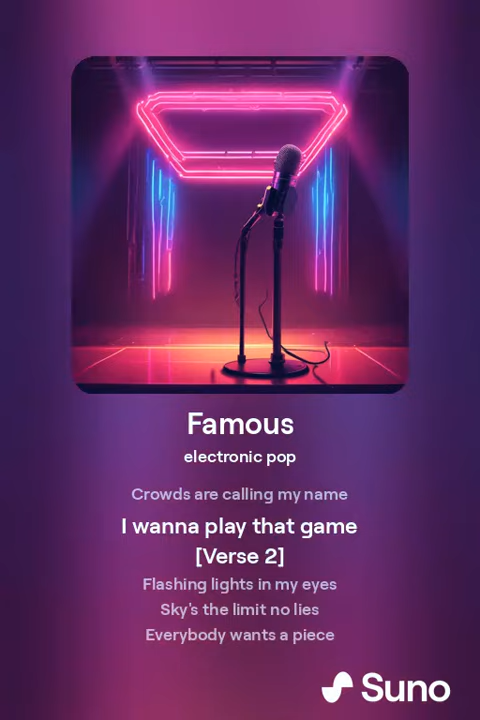 Famous
electronic pop
Crowds are calling my name
I wanna play that game
[Verse 2]
Flashing lights in my eyes
Sky's the limit no lies
Everybody wants a piece
Suno